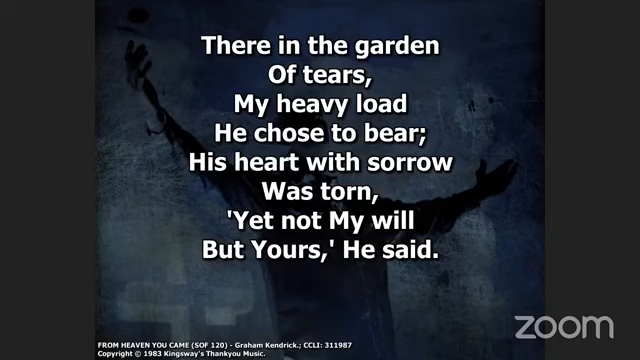 There in the garden
Of tears,
My heavy load
He chose to bear;
His heart with sorrow
Was torn,
'Yet not My will
But Yours,' He said.
FROM HEAVEN YOU CAME (SOF 120) - Graham Kendrick.; CCLI: 311987
Copyright © 1983 Kingsway's Thankyou Music.
zoom